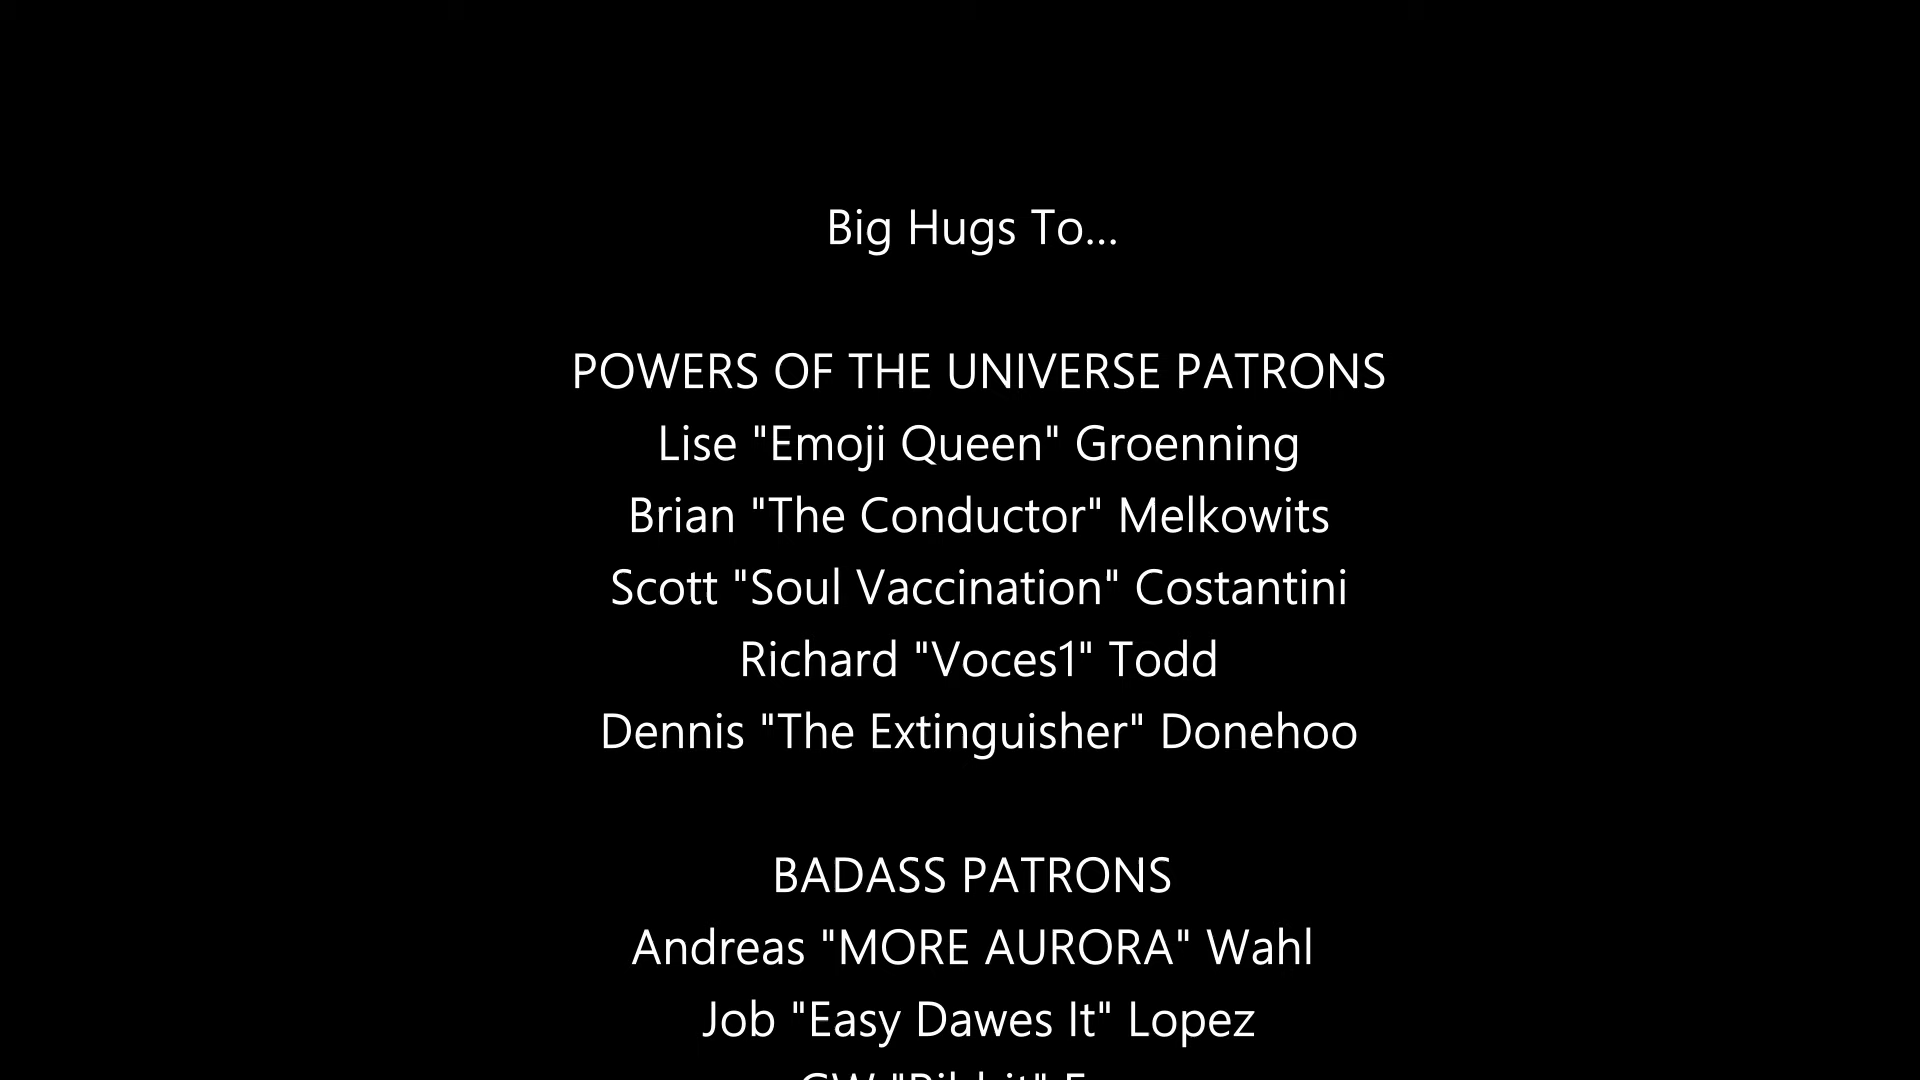 Big Hugs To...
POWERS OF THE UNIVERSE PATRONS
Lise "Emoji Queen" Groenning
Brian "The Conductor" Melkowits
Scott "Soul Vaccination" Costantini
Richard "Voces1" Todd
Dennis "The Extinguisher" Donehoo
BADASS PATRONS
Andreas "MORE AURORA" Wahl
Job "Easy Dawes It" Lopez